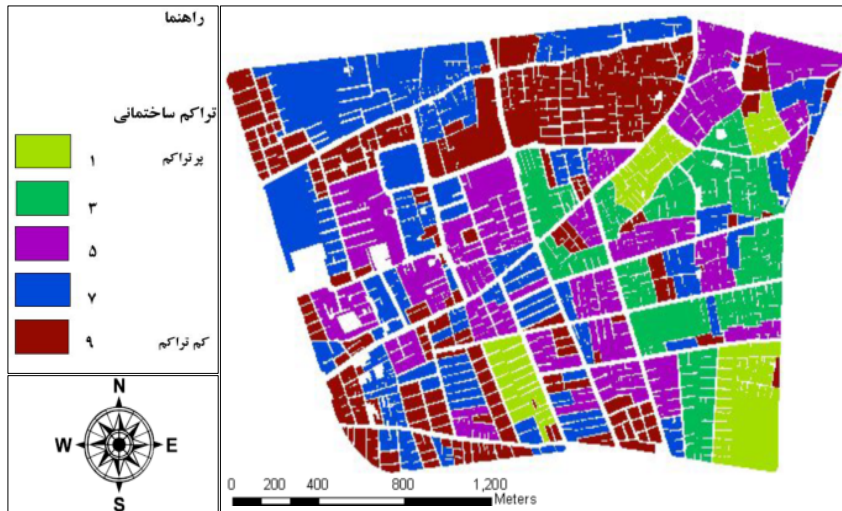 راهنما
تراکم ساختمانی
۱ پرتراکم
۳
۵
۷
۹ کم تراکم
N
W E
S
0 200 400 800 1,200
Meters